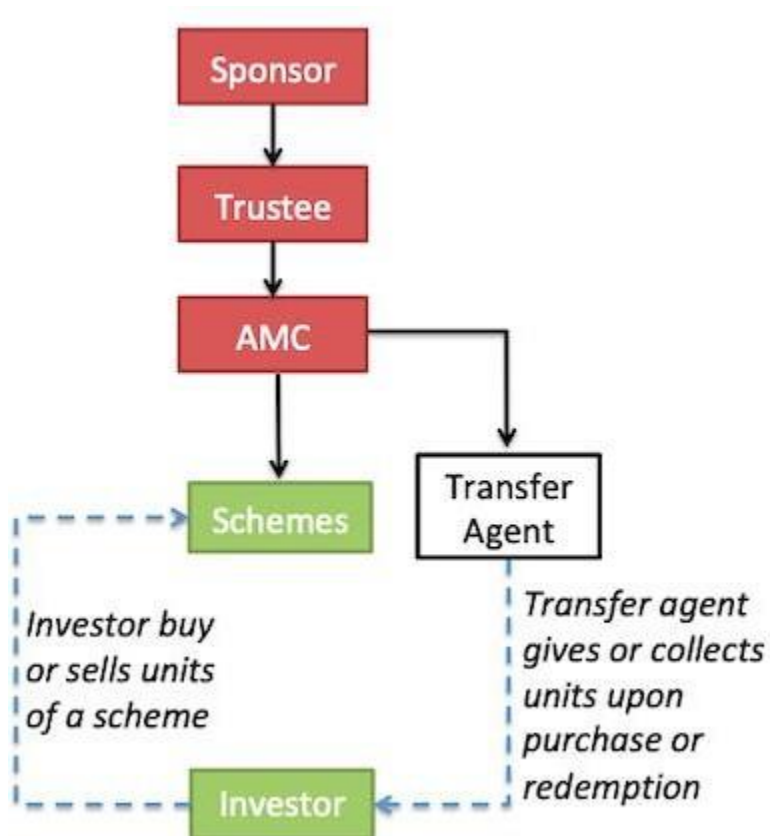 Sponsor
Trustee
AMC
Schemes
Transfer
Agent
Investor buy
or sells units
of a scheme
Transfer agent
gives or collects
units upon
purchase or
redemption
Investor